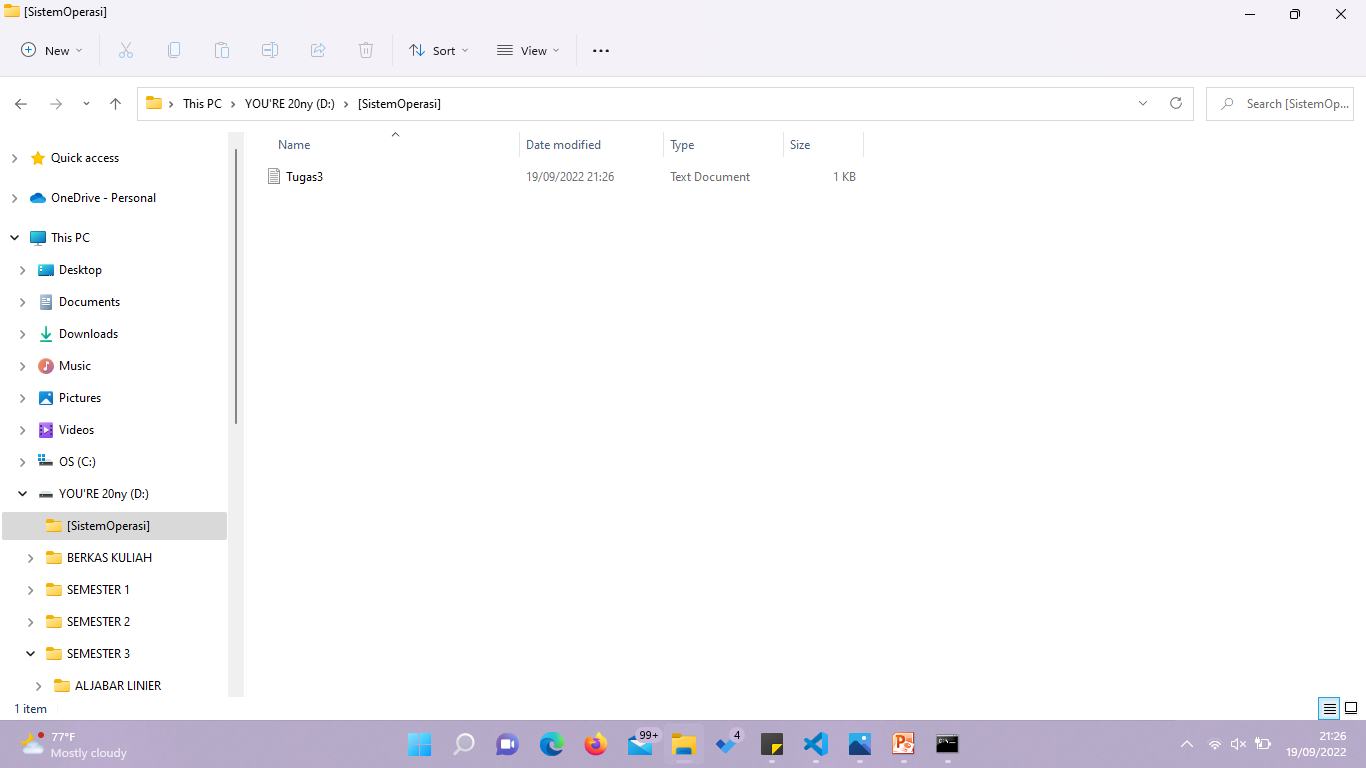 [SistemOperasi]
New Sort View
This PC YOU'RE 20ny (D:) [SistemOperasi] Search [SistemOp...
Name Date modified Type Size
Tugas3 19/09/2022 21:26 Text Document 1 KB
Quick access
OneDrive - Personal
This PC
Desktop
Documents
Downloads
Music
Pictures
Videos
OS (C:)
YOU'RE 20ny (D:)
[SistemOperasi]
BERKAS KULIAH
SEMESTER 1
SEMESTER 2
SEMESTER 3
ALJABAR LINIER
1 item
77°F
Mostly cloudy
99+ 4
21:26
19/09/2022